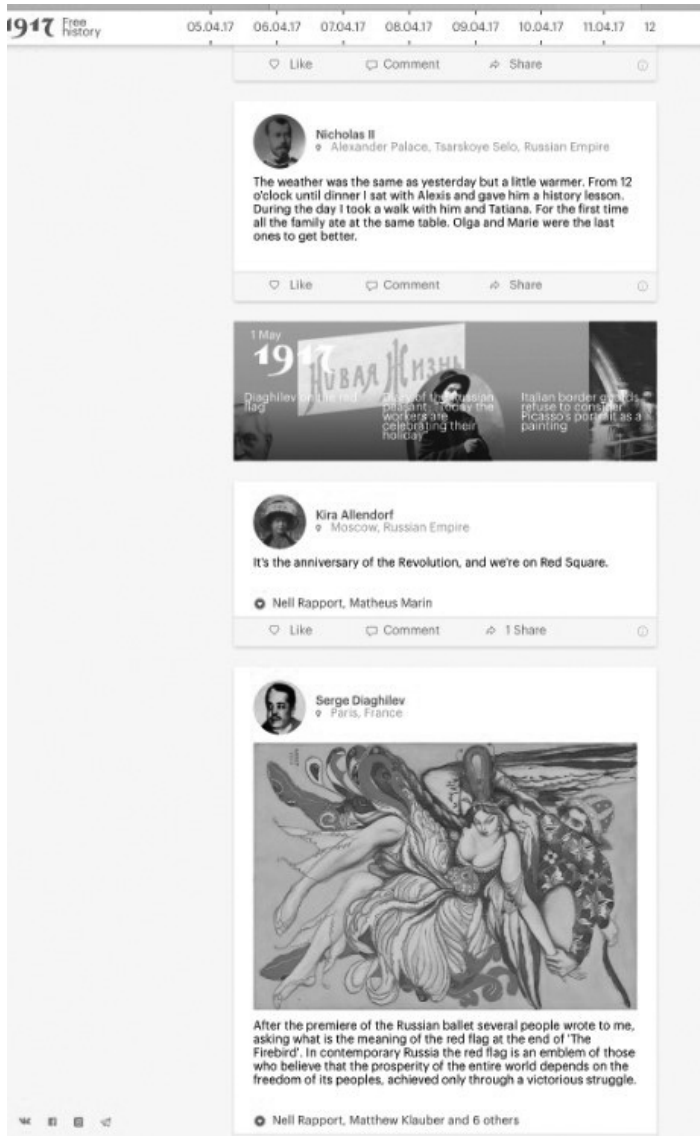 1917 Free
history
05.04.17 06.04.17 07.04.17 08.04.17 09.04.17 10.04.17 11.04.17 12
Like Comment Share
Nicholas II
Alexander Palace, Tsarskoye Selo, Russian Empire
The weather was the same as yesterday but a little warmer. From 12
o'clock until dinner I sat with Alexis and gave him a history lesson.
During the day I took a walk with him and Tatiana. For the first time
all the family ate at the same table. Olga and Marie were the last
ones to get better.
Like Comment Share
1 May
1917
Новая Жизнь
Diaghilev on the red
flag
Diary of the Russian
peasant: "Today the
workers are
celebrating their
holiday"
Italian border guards
refuse to consider
Picasso's portrait as a
painting
Kira Allendorf
Moscow, Russian Empire
It's the anniversary of the Revolution, and we're on Red Square.
Nell Rapport, Matheus Marin
Like Comment 1 Share
Serge Diaghilev
Paris, France
After the premiere of the Russian ballet several people wrote to me,
asking what is the meaning of the red flag at the end of 'The
Firebird'. In contemporary Russia the red flag is an emblem of those
who believe that the prosperity of the entire world depends on the
freedom of its peoples, achieved only through a victorious struggle.
Nell Rapport, Matthew Klauber and 6 others